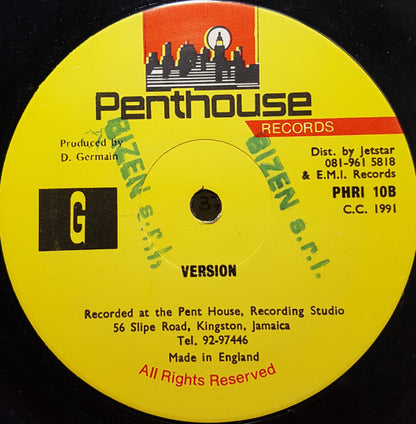 Penthouse
RECORDS
Produced by
D. Germain
Dist. by jetstar
081-961 5818
& E.M.I. Records
PHRI 10B
C.C. 1991
BIZEN s.r.l.
BIZEN s.r.l.
G
VERSION
Recorded at the Pent House, Recording Studio
56 Slipe Road, Kingston, Jamaica
Tel. 92-97446
Made in England
All Rights Reserved